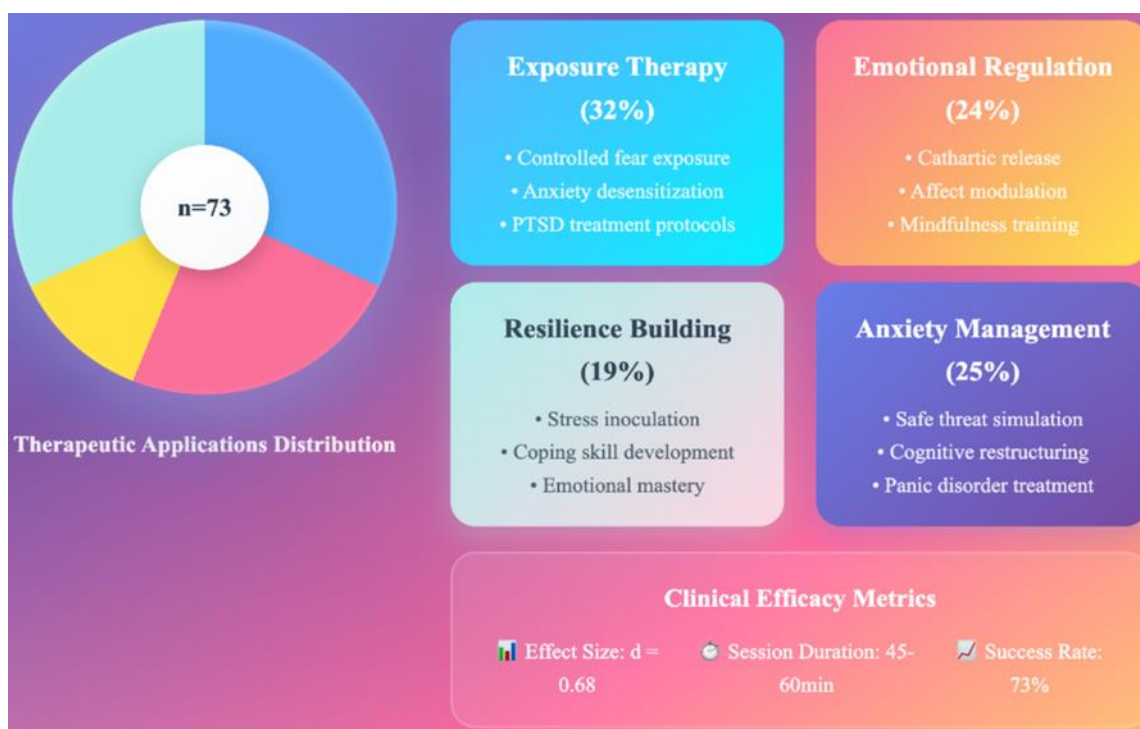 n=73
Therapeutic Applications Distribution
Exposure Therapy
(32%)
• Controlled fear exposure
• Anxiety desensitization
• PTSD treatment protocols
Emotional Regulation
(24%)
• Cathartic release
• Affect modulation
• Mindfulness training
Resilience Building
(19%)
• Stress inoculation
• Coping skill development
• Emotional mastery
Anxiety Management
(25%)
• Safe threat simulation
• Cognitive restructuring
• Panic disorder treatment
Clinical Efficacy Metrics
Effect Size: d =
0.68
Session Duration: 45-
60min
Success Rate:
73%